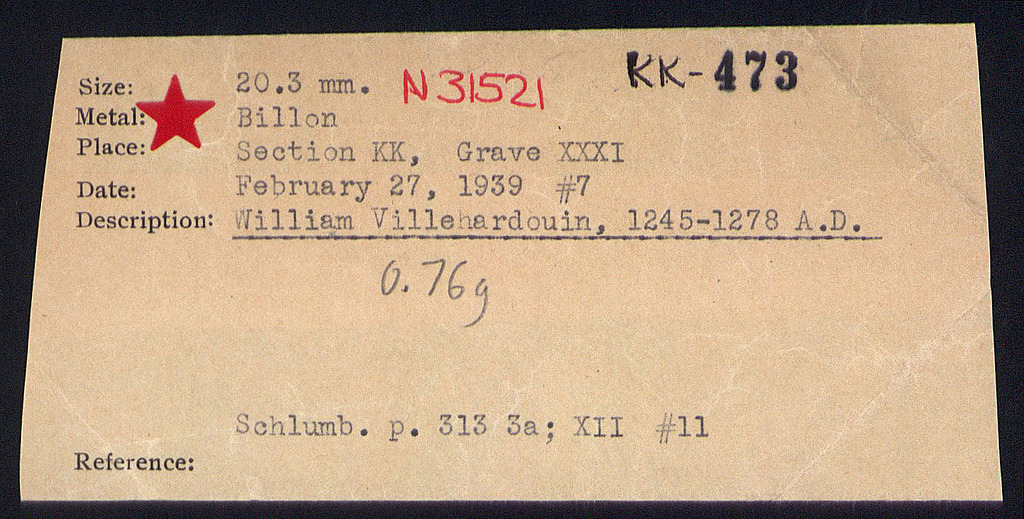 KK-473
Size: 20.3 mm. N31521
Metal: Billon
Place: Section KK, Grave XXXI
Date: February 27, 1939 #7
Description: William Villehardouin, 1245-1278 A.D.
0.76g
Schlumb. p. 313 3a; XII #11
Reference: